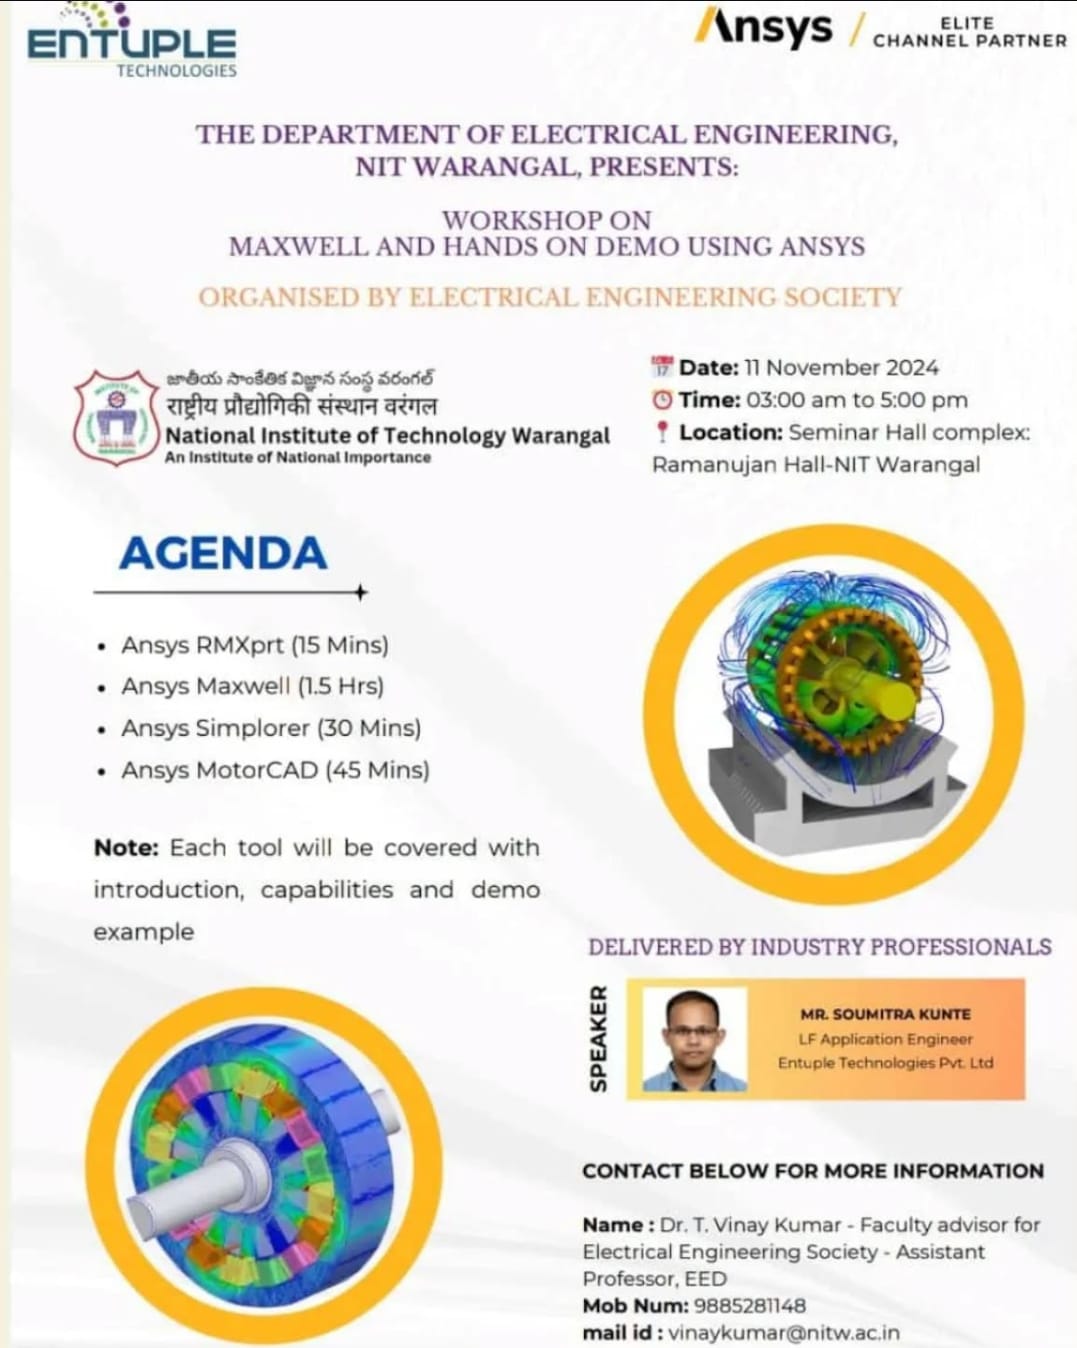 ENTUPLE
TECHNOLOGIES
Ansys / ELITE
CHANNEL PARTNER
THE DEPARTMENT OF ELECTRICAL ENGINEERING,
NIT WARANGAL, PRESENTS:
WORKSHOP ON
MAXWELL AND HANDS ON DEMO USING ANSYS
ORGANISED BY ELECTRICAL ENGINEERING SOCIETY
జాతీయ సాంకేతిక విజ్ఞాన సంస్థ వరంగల్
राष्ट्रीय प्रौद्योगिकी संस्थान वरंगल
National Institute of Technology Warangal
An Institute of National Importance
Date: 11 November 2024
Time: 03:00 am to 5:00 pm
Location: Seminar Hall complex:
Ramanujan Hall-NIT Warangal
AGENDA
• Ansys RMXprt (15 Mins)
• Ansys Maxwell (1.5 Hrs)
• Ansys Simplorer (30 Mins)
• Ansys MotorCAD (45 Mins)
Note: Each tool will be covered with
introduction, capabilities and demo
example
DELIVERED BY INDUSTRY PROFESSIONALS
SPEAKER
MR. SOUMITRA KUNTE
LF Application Engineer
Entuple Technologies Pvt. Ltd
CONTACT BELOW FOR MORE INFORMATION
Name : Dr. T. Vinay Kumar - Faculty advisor for
Electrical Engineering Society - Assistant
Professor, EED
Mob Num: 9885281148
mail id : vinaykumar@nitw.ac.in